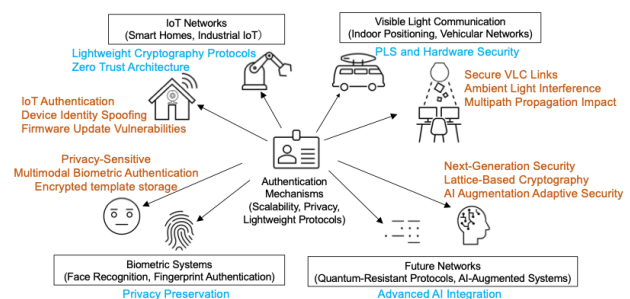 IoT Networks
(Smart Homes, Industrial IoT)
Lightweight Cryptography Protocols
Zero Trust Architecture
IoT Authentication
Device Identity Spoofing
Firmware Update Vulnerabilities
Visible Light Communication
(Indoor Positioning, Vehicular Networks)
PLS and Hardware Security
Secure VLC Links
Ambient Light Interference
Multipath Propagation Impact
Authentication
Mechanisms
(Scalability, Privacy,
Lightweight Protocols)
Privacy-Sensitive
Multimodal Biometric Authentication
Encrypted template storage
Biometric Systems
(Face Recognition, Fingerprint Authentication)
Privacy Preservation
Next-Generation Security
Lattice-Based Cryptography
AI Augmentation Adaptive Security
Future Networks
(Quantum-Resistant Protocols, AI-Augmented Systems)
Advanced AI Integration